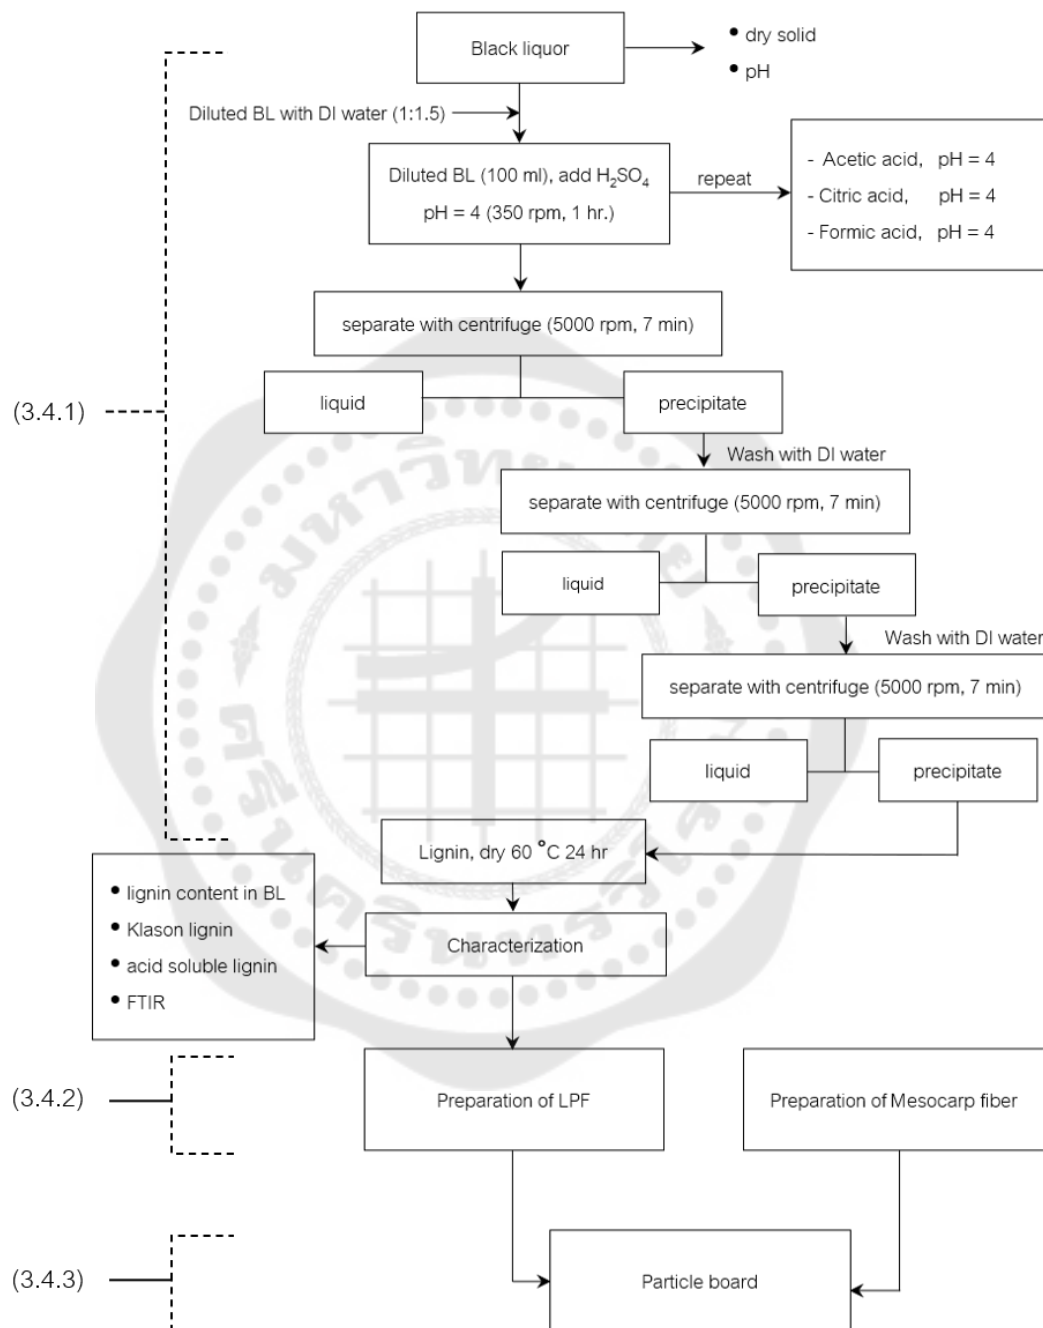 Black liquor
• dry solid
• pH
Diluted BL with DI water (1:1.5)
Diluted BL (100 ml), add H₂SO₄
pH = 4 (350 rpm, 1 hr.)
repeat
- Acetic acid, pH = 4
- Citric acid, pH = 4
- Formic acid, pH = 4
separate with centrifuge (5000 rpm, 7 min)
liquid
precipitate
(3.4.1)
Wash with DI water
separate with centrifuge (5000 rpm, 7 min)
liquid
precipitate
Wash with DI water
separate with centrifuge (5000 rpm, 7 min)
liquid
precipitate
Lignin, dry 60 °C 24 hr
• lignin content in BL
• Klason lignin
• acid soluble lignin
• FTIR
Characterization
(3.4.2)
Preparation of LPF
Preparation of Mesocarp fiber
(3.4.3)
Particle board